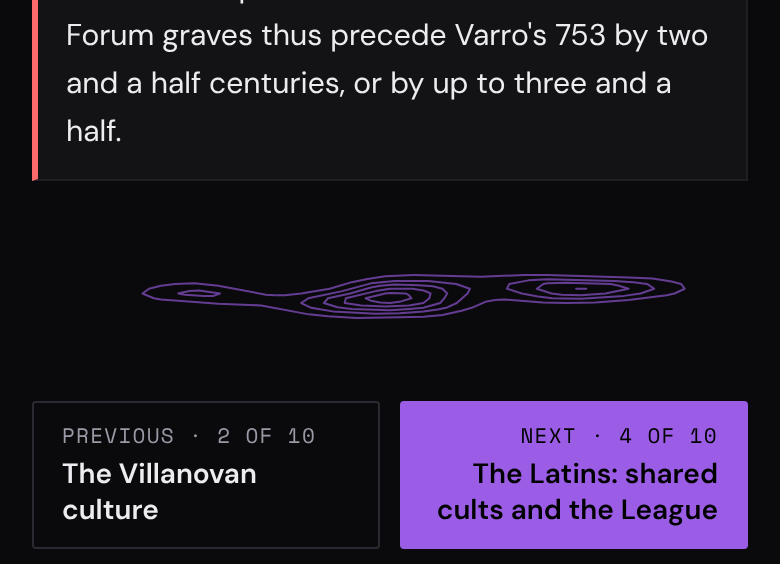 Forum graves thus precede Varro's 753 by two
and a half centuries, or by up to three and a
half.
PREVIOUS · 2 OF 10
The Villanovan
culture
NEXT · 4 OF 10
The Latins: shared
cults and the League